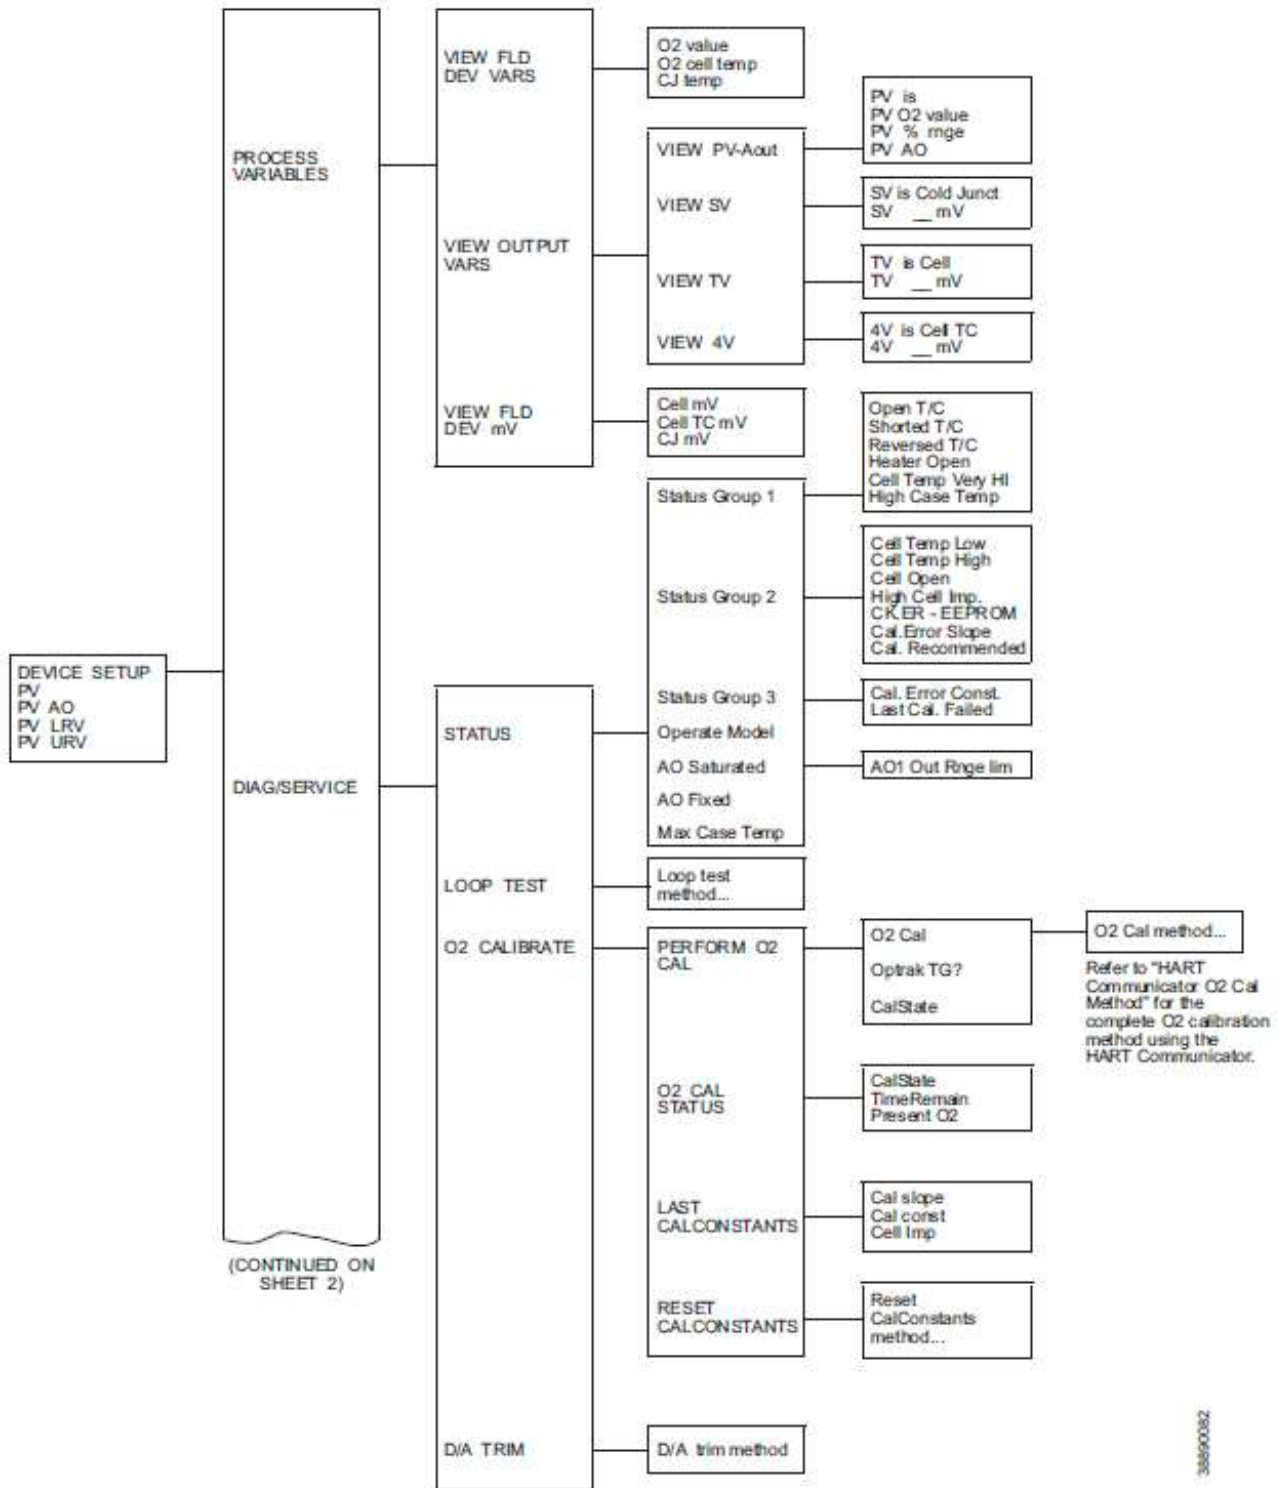 DEVICE SETUP
PV
PV AO
PV LRV
PV URV
PROCESS
VARIABLES
VIEW FLD
DEV VARS
O2 value
O2 cell temp
CJ temp
VIEW OUTPUT
VARS
VIEW PV-Aout
PV is
PV O2 value
PV % rnge
PV AO
VIEW SV
SV is Cold Junct
SV __ mV
VIEW TV
TV is Cell
TV __ mV
VIEW 4V
4V is Cell TC
4V __ mV
VIEW FLD
DEV mV
Cell mV
Cell TC mV
CJ mV
DIAG/SERVICE
STATUS
Status Group 1
Open T/C
Shorted T/C
Reversed T/C
Heater Open
Cell Temp Very HI
High Case Temp
Status Group 2
Cell Temp Low
Cell Temp High
Cell Open
High Cell Imp.
CK.ER - EEPROM
Cal.Error Slope
Cal. Recommended
Status Group 3
Cal. Error Const.
Last Cal. Failed
Operate Model
AO Saturated
AO1 Out Rnge lim
AO Fixed
Max Case Temp
LOOP TEST
Loop test
method...
O2 CALIBRATE
PERFORM O2
CAL
O2 Cal
Optrak TG?
CalState
O2 Cal method...
Refer to "HART
Communicator O2 Cal
Method" for the
complete O2 calibration
method using the
HART Communicator.
O2 CAL
STATUS
CalState
TimeRemain
Present O2
LAST
CALCONSTANTS
Cal slope
Cal const
Cell Imp
RESET
CALCONSTANTS
Reset
CalConstants
method...
D/A TRIM
D/A trim method
(CONTINUED ON
SHEET 2)
38890082